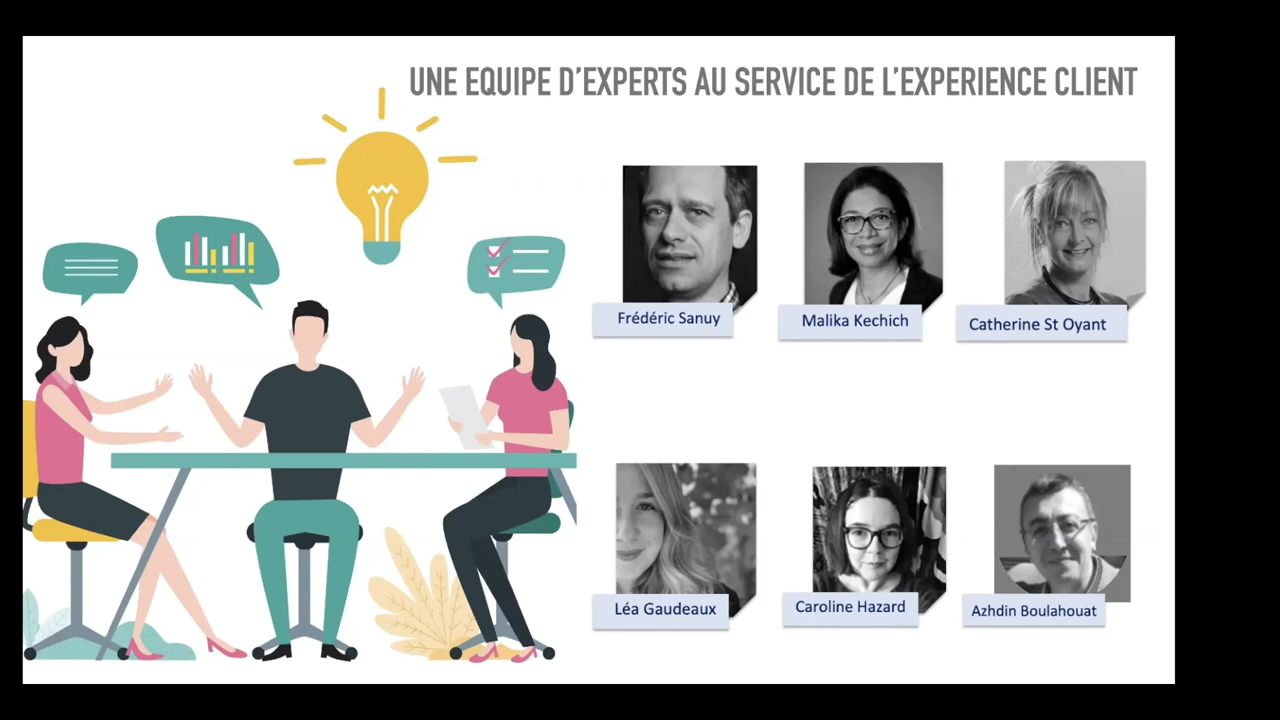 UNE EQUIPE D'EXPERTS AU SERVICE DE L'EXPERIENCE CLIENT
Frédéric Sanuy
Malika Kechich
Catherine St Oyant
Léa Gaudeaux
Caroline Hazard
Azhdin Boulahouat